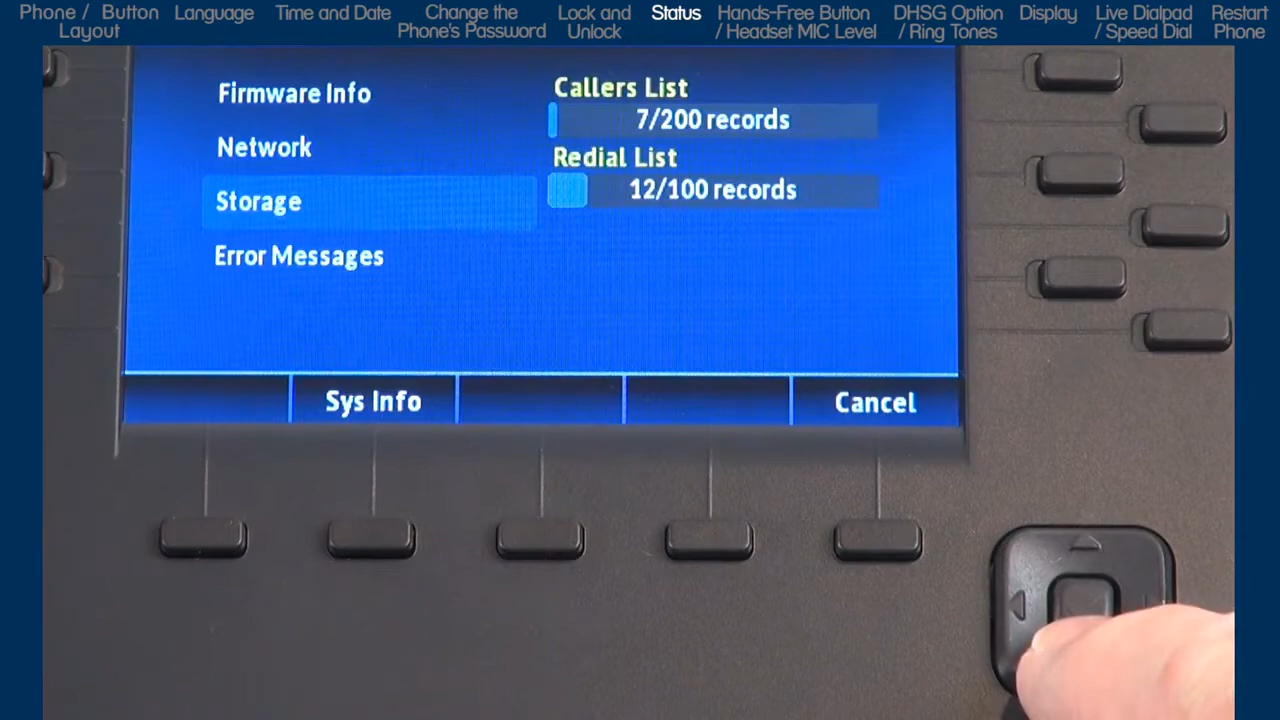 Phone / Button
Layout
Language
Time and Date
Change the
Phone's Password
Lock and
Unlock
Status
Hands-Free Button
/ Headset MIC Level
DHSG Option
/ Ring Tones
Display
Live Dialpad
/ Speed Dial
Restart
Phone
Firmware Info
Network
Storage
Error Messages
Callers List
7/200 records
Redial List
12/100 records
Sys Info
Cancel